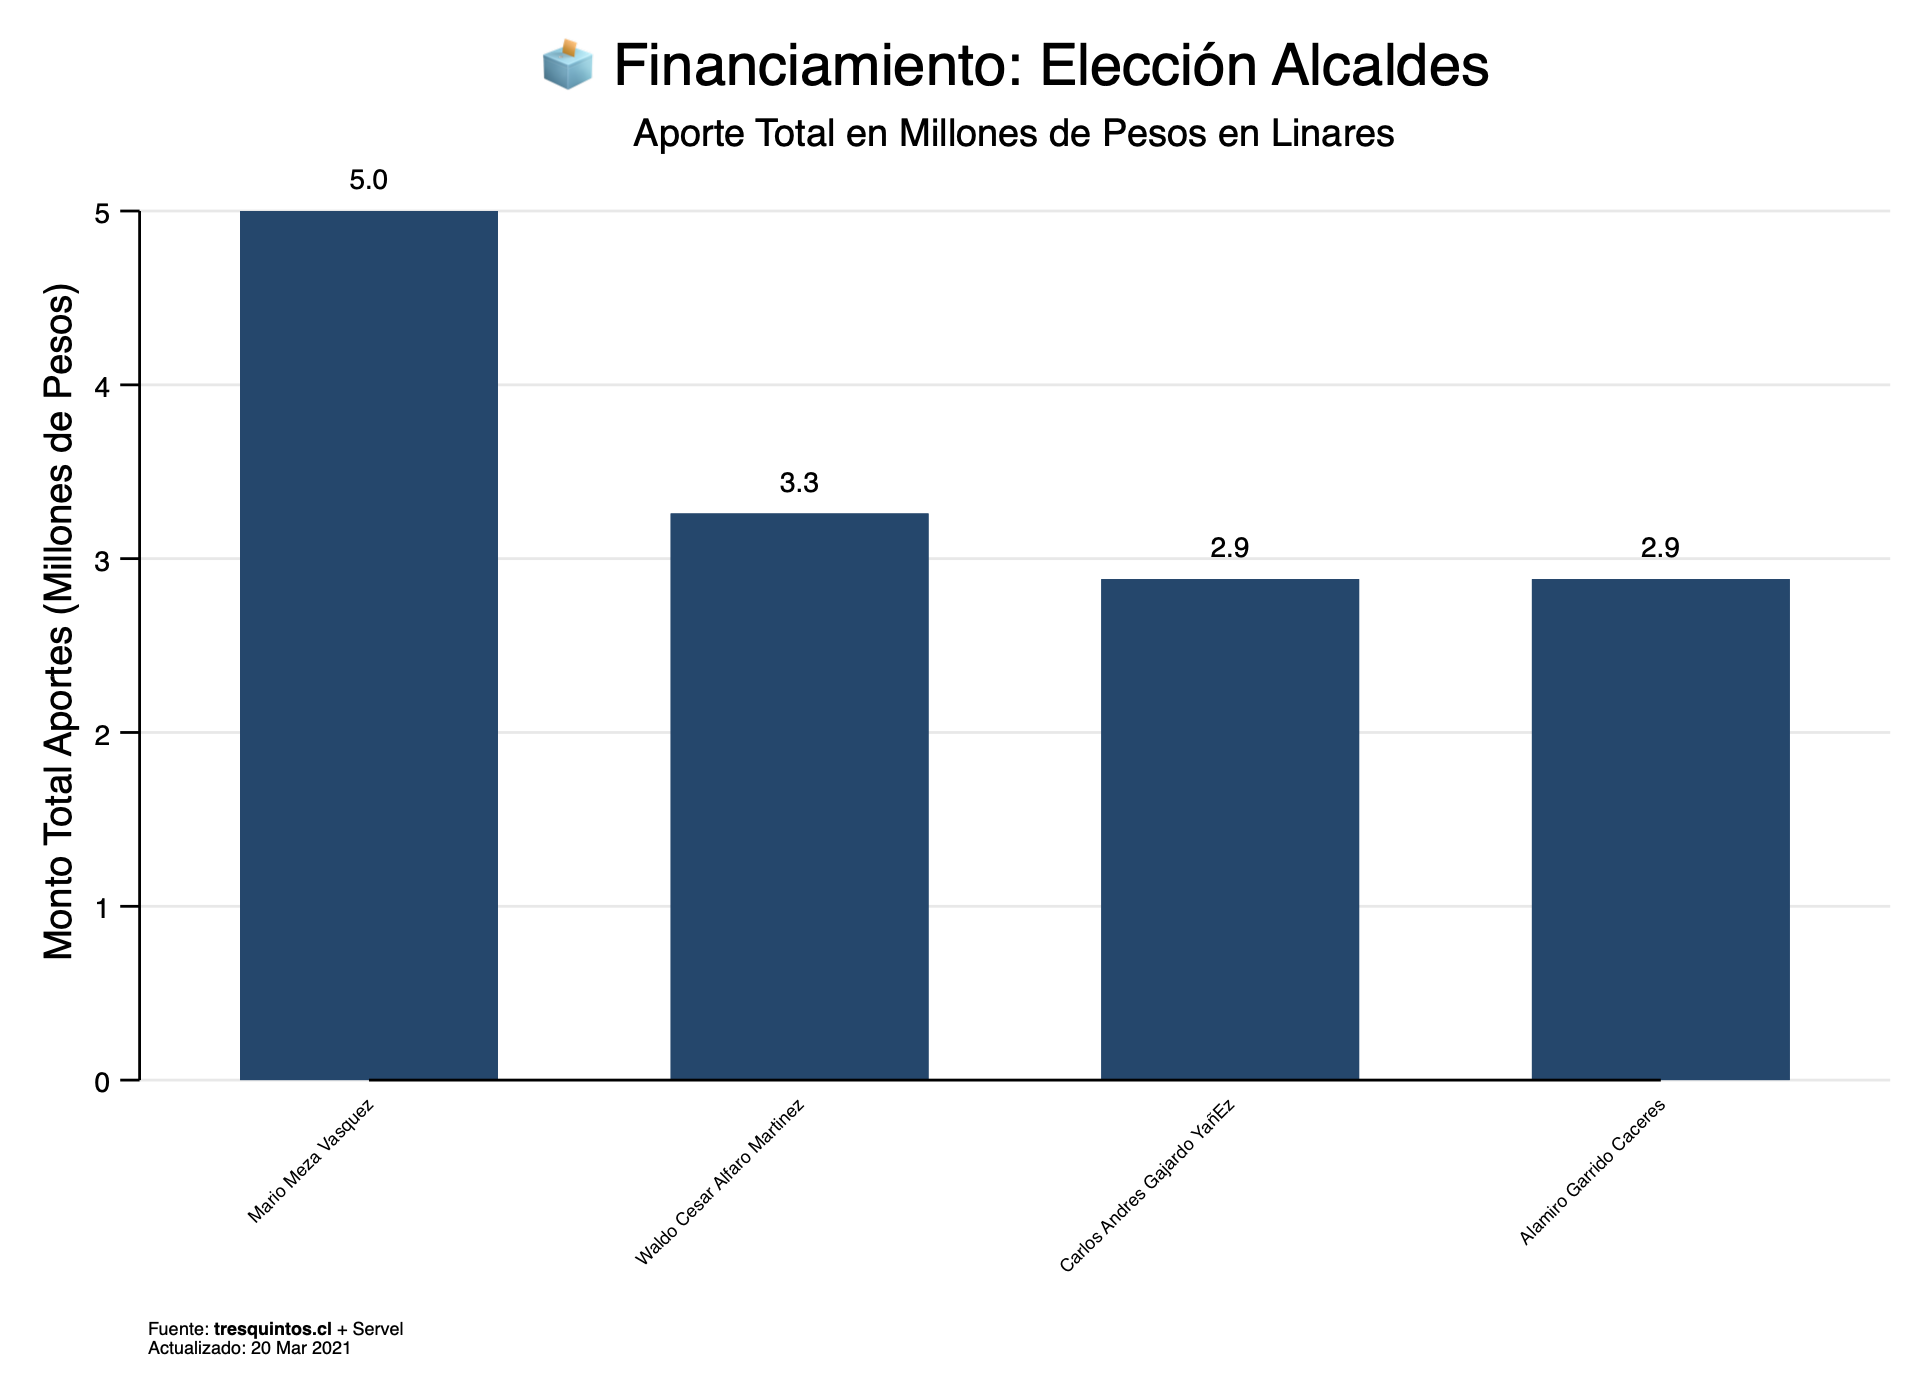 Financiamiento: Elección Alcaldes
Aporte Total en Millones de Pesos en Linares
Monto Total Aportes (Millones de Pesos)
5
4
3
2
1
0
5.0
3.3
2.9
2.9
Mario Meza Vasquez
Waldo Cesar Alfaro Martinez
Carlos Andres Gajardo YañEz
Alamiro Garrido Caceres
Fuente: tresquintos.cl + Servel
Actualizado: 20 Mar 2021